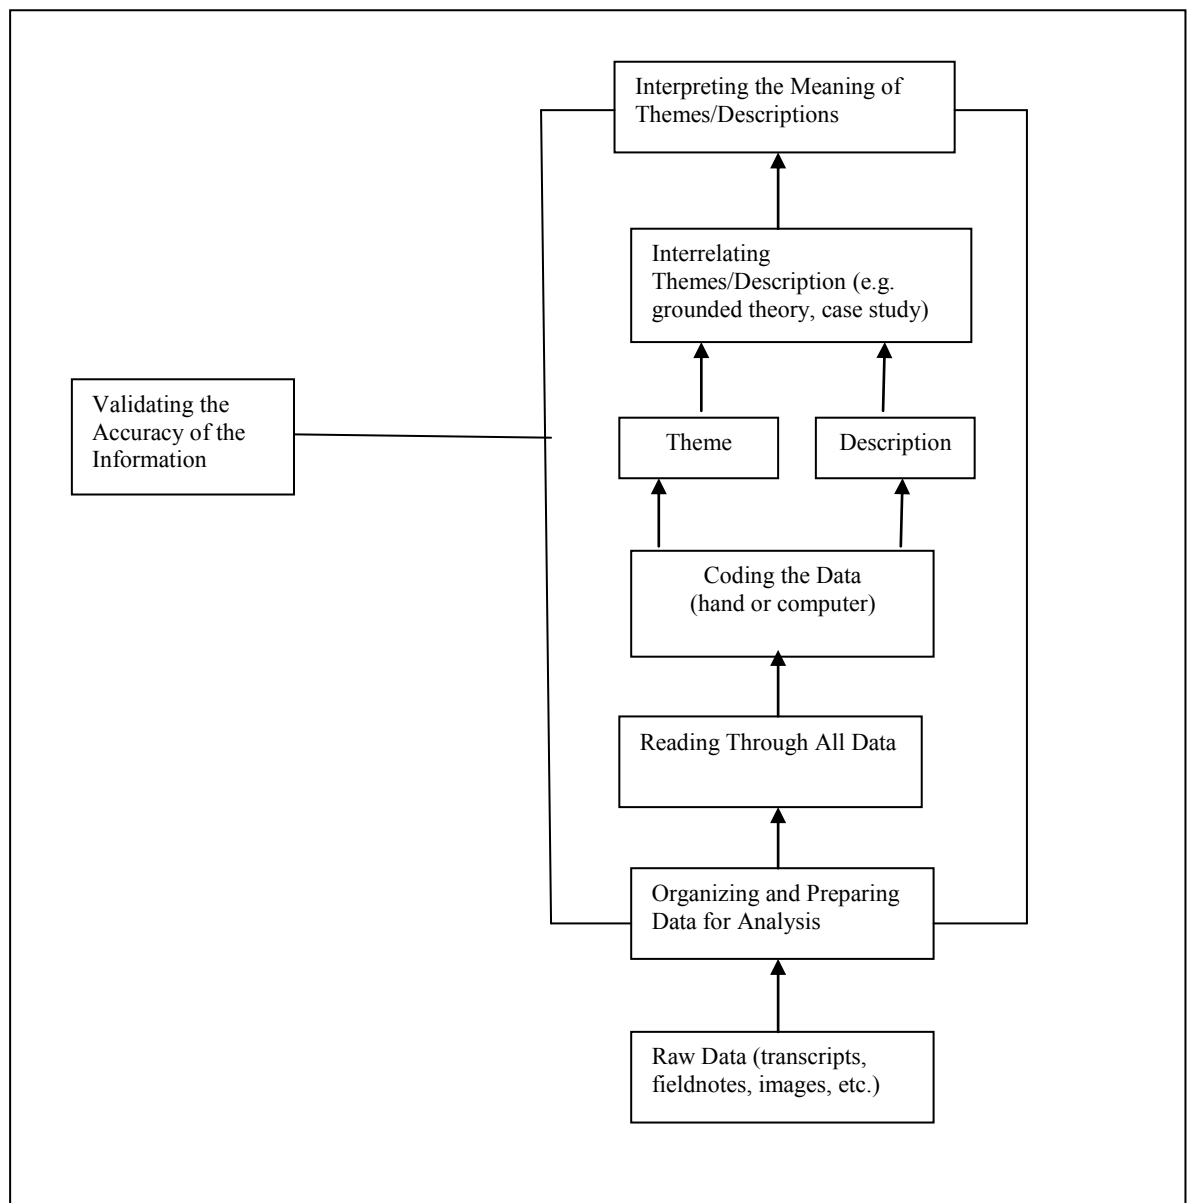 Interpreting the Meaning of
Themes/Descriptions
Interrelating
Themes/Description (e.g.
grounded theory, case study)
Validating the
Accuracy of the
Information
Theme
Description
Coding the Data
(hand or computer)
Reading Through All Data
Organizing and Preparing
Data for Analysis
Raw Data (transcripts,
fieldnotes, images, etc.)